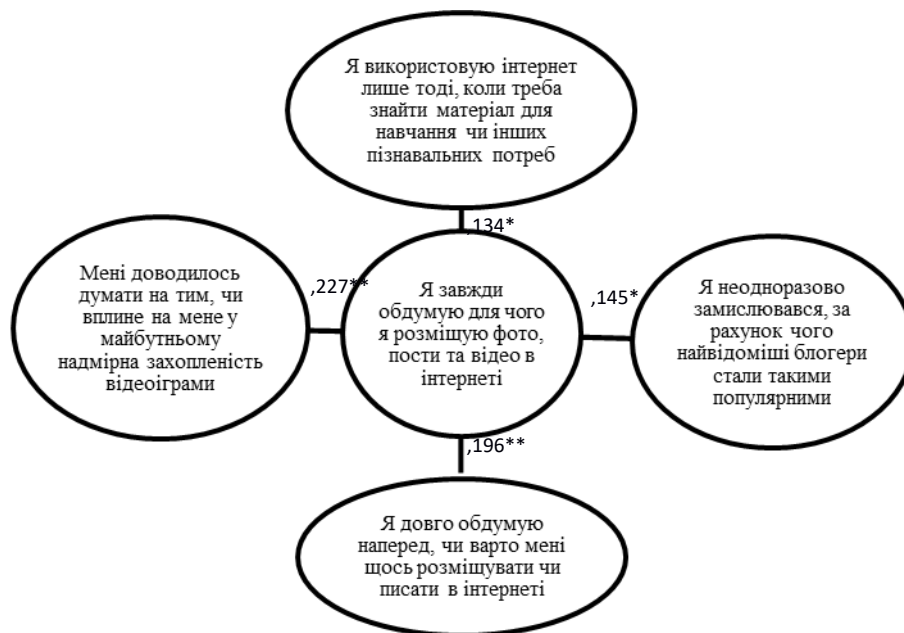 Я використовую інтернет
лише тоді, коли треба
знайти матеріал для
навчання чи інших
пізнавальних потреб
,134*
Мені доводилось
думати на тим, чи
вплине на мене у
майбутньому
надмірна захопленість
відеоіграми
,227**
Я завжди
обдумую для чого
я розміщую фото,
пости та відео в
інтернеті
,145*
Я неодноразово
замислювався, за
рахунок чого
найвідоміші блогери
стали такими
популярними
,196**
Я довго обдумую
наперед, чи варто мені
щось розміщувати чи
писати в інтернеті